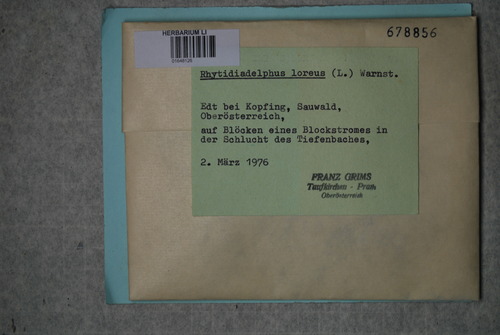 HERBARIUM LI
678856
Rhytidiadelphus loreus (L.) Warnst.
Edt bei Kopfing, Sauwald,
Oberösterreich,
auf Blöcken eines Blockstromes in
der Schlucht des Tiefenbaches,
2. März 1976
FRANZ GRIMS
Taufkirchen - Pram
Oberösterreich